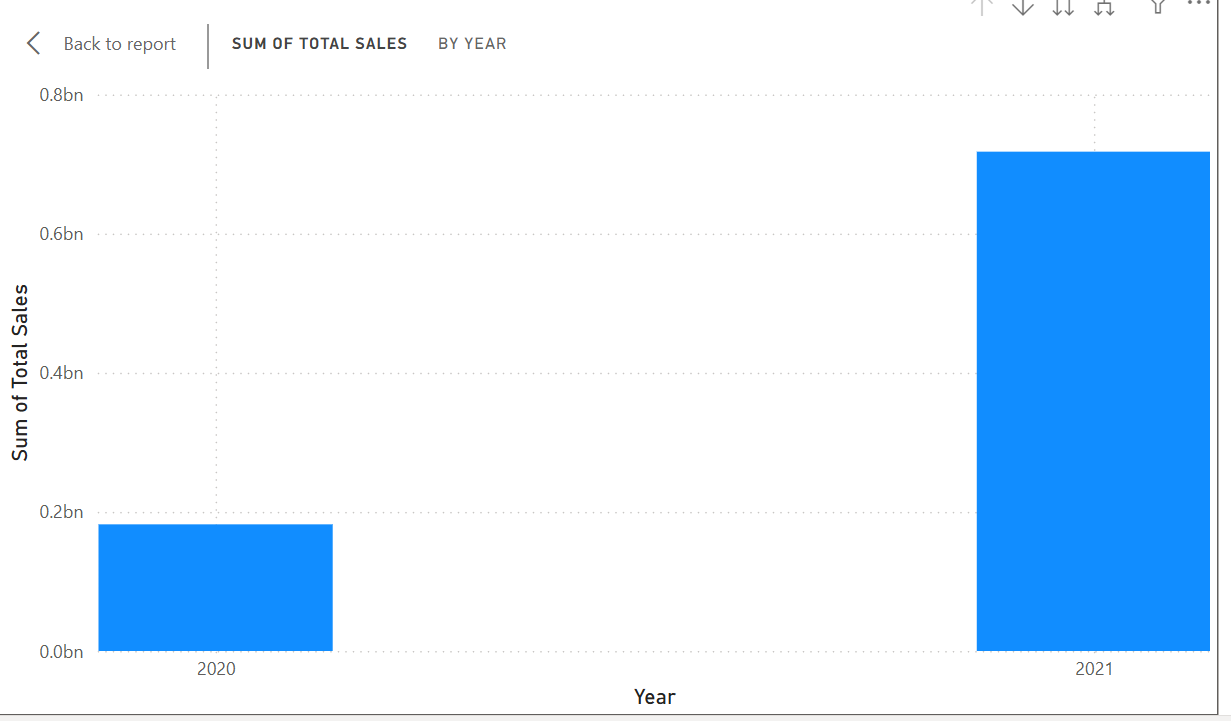 Back to report
SUM OF TOTAL SALES
BY YEAR
0.8bn
0.6bn
0.4bn
0.2bn
0.0bn
Sum of Total Sales
2020
2021
Year